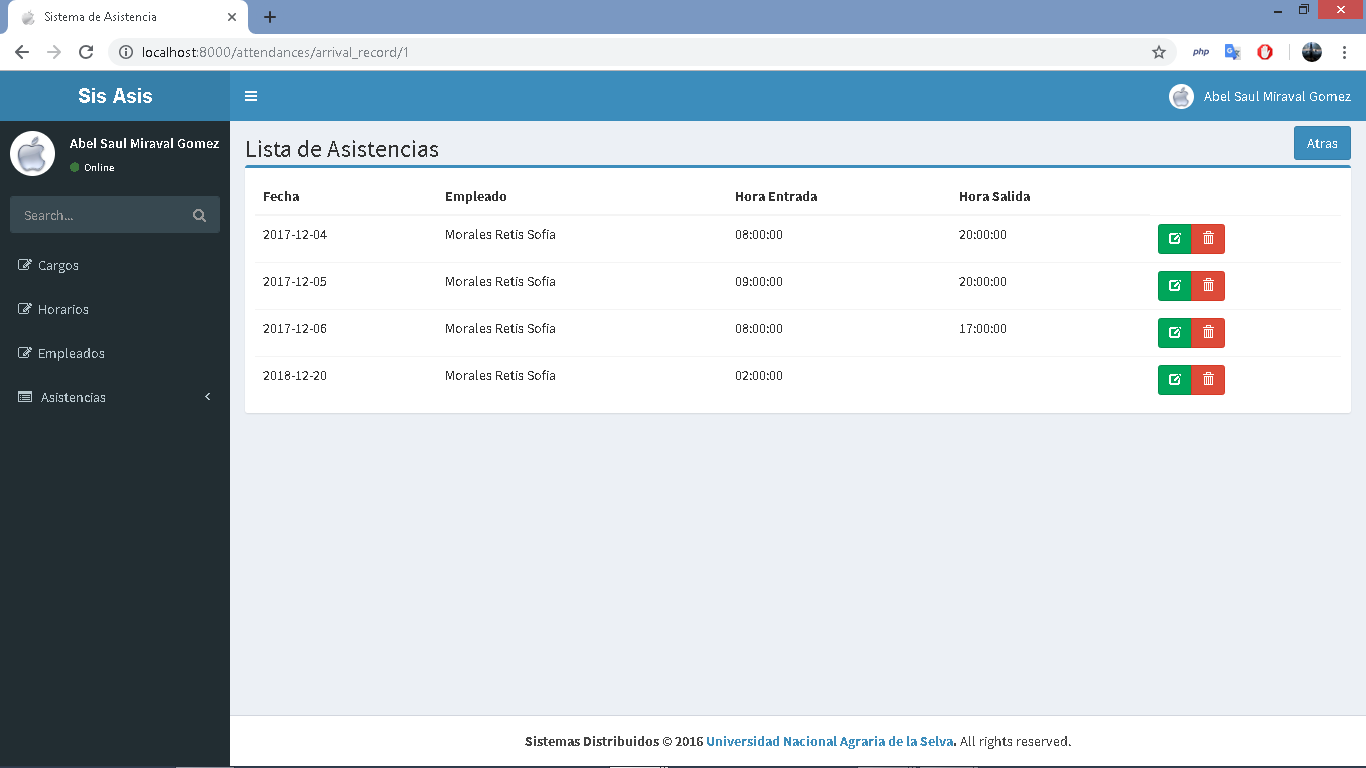 Sistema de Asistencia
localhost:8000/attendances/arrival_record/1
php
Sis Asis
Abel Saul Miraval Gomez
Abel Saul Miraval Gomez
Online
Search...
Cargos
Horarios
Empleados
Asistencias
Lista de Asistencias
Atras
Fecha Empleado Hora Entrada Hora Salida
2017-12-04 Morales Retis Sofia 08:00:00 20:00:00
2017-12-05 Morales Retis Sofia 09:00:00 20:00:00
2017-12-06 Morales Retis Sofia 08:00:00 17:00:00
2018-12-20 Morales Retis Sofia 02:00:00
Sistemas Distribuidos © 2016 Universidad Nacional Agraria de la Selva. All rights reserved.